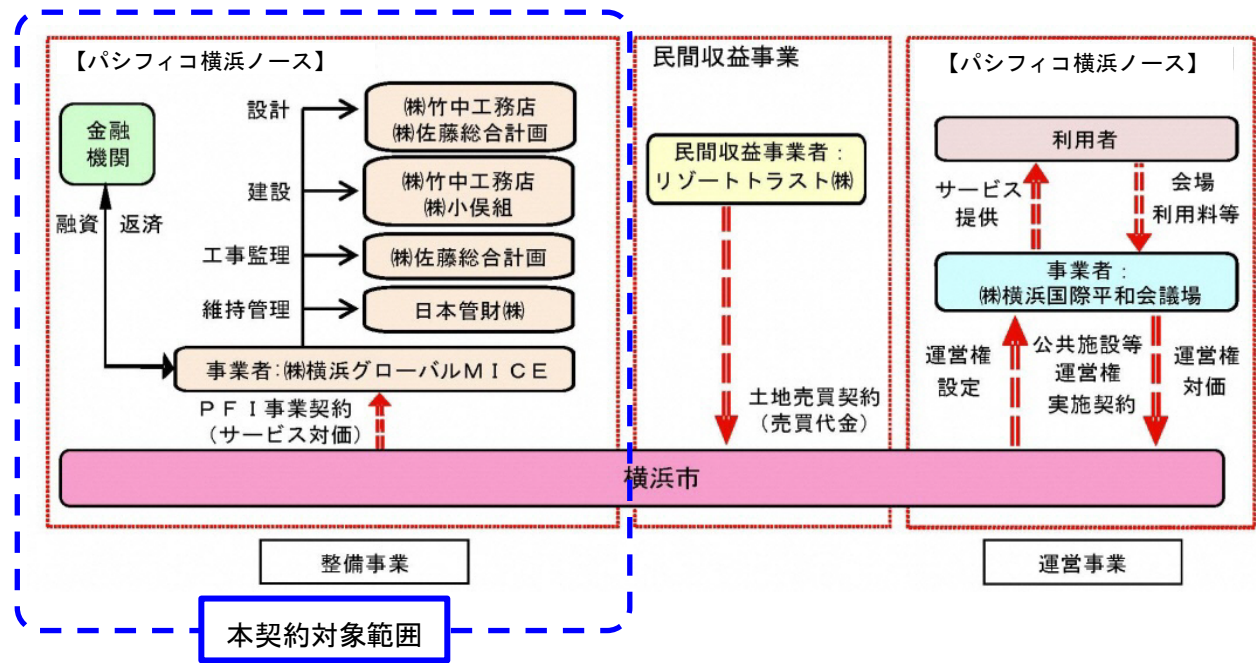 【パシフィコ横浜ノース】
金融
機関
融資
返済
設計
㈱竹中工務店
㈱佐藤総合計画
建設
㈱竹中工務店
㈱小俣組
工事監理
㈱佐藤総合計画
維持管理
日本管財㈱
事業者:㈱横浜グローバルMICE
PFI事業契約
(サービス対価)
民間収益事業
民間収益事業者:
リゾートトラスト㈱
土地売買契約
(売買代金)
【パシフィコ横浜ノース】
利用者
サービス
提供
会場
利用料等
事業者:
㈱横浜国際平和会議場
運営権
設定
公共施設等
運営権
実施契約
運営権
対価
横浜市
整備事業
運営事業
本契約対象範囲